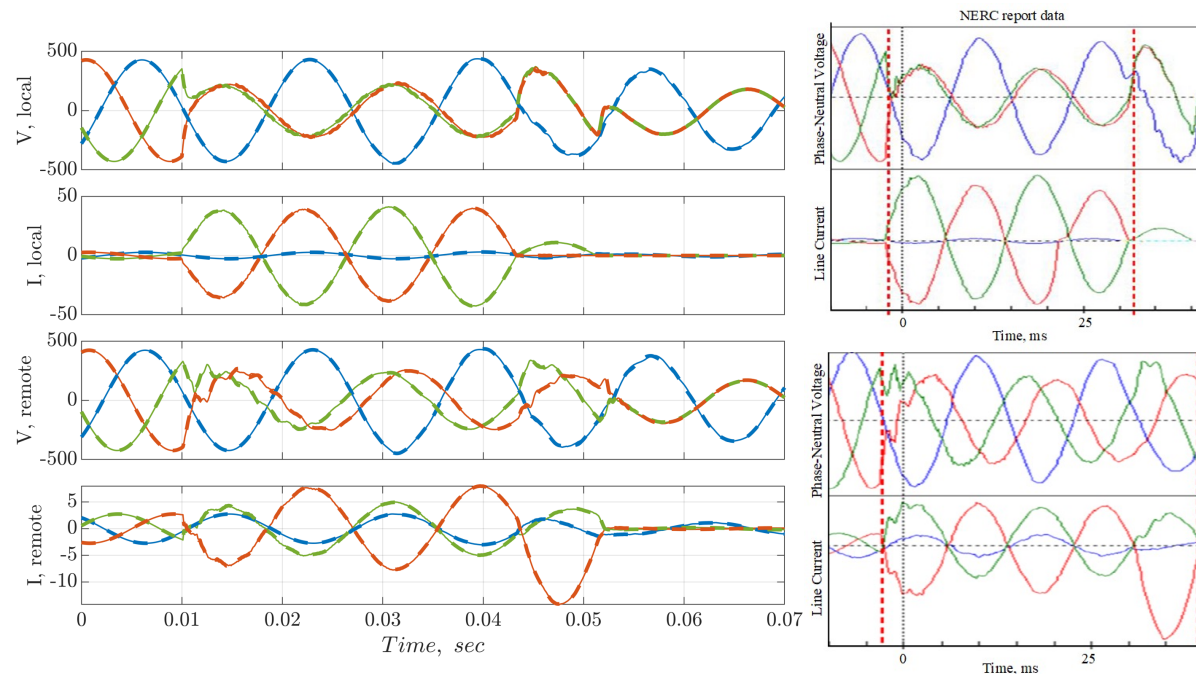 500
0
-500
V, local
50
0
-50
I, local
500
0
-500
V, remote
5
0
-5
-10
I, remote
0
0.01
0.02
0.03
0.04
0.05
0.06
0.07
Time, sec
NERC report data
Phase-Neutral Voltage
Line Current
0
25
Time, ms
Phase-Neutral Voltage
Line Current
0
25
Time, ms